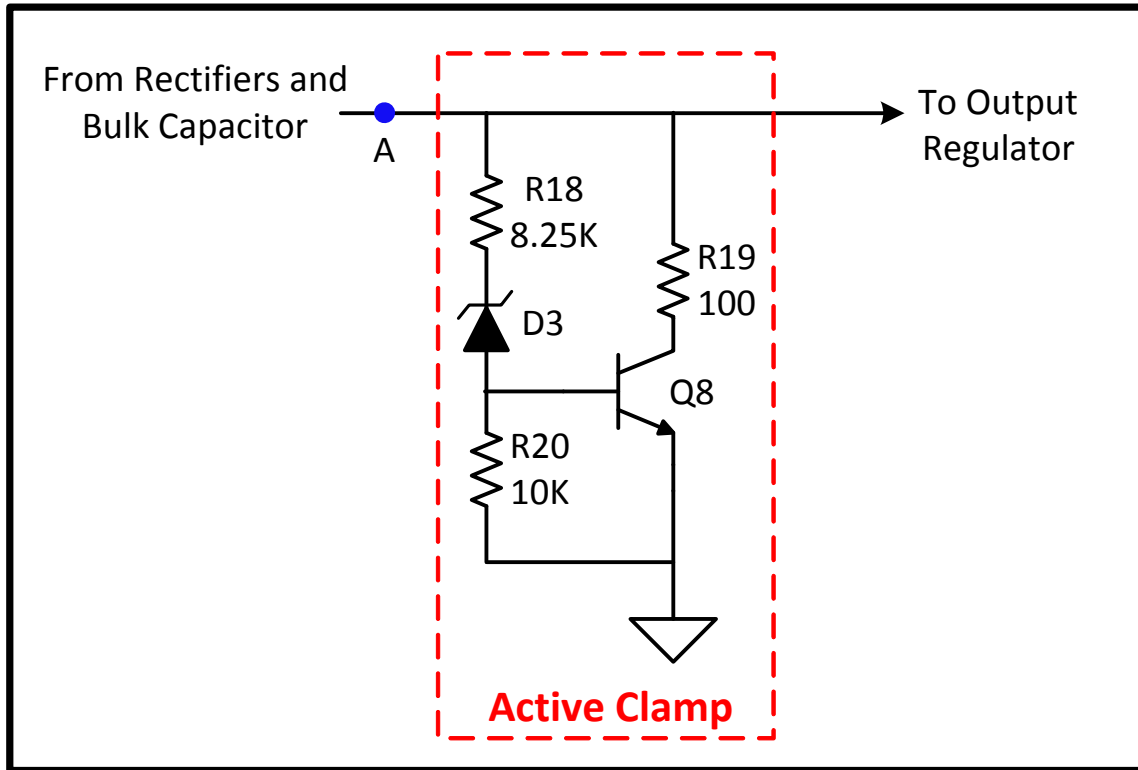 From Rectifiers and
Bulk Capacitor
A
To Output
Regulator
R18
8.25K
R19
100
D3
Q8
R20
10K
Active Clamp